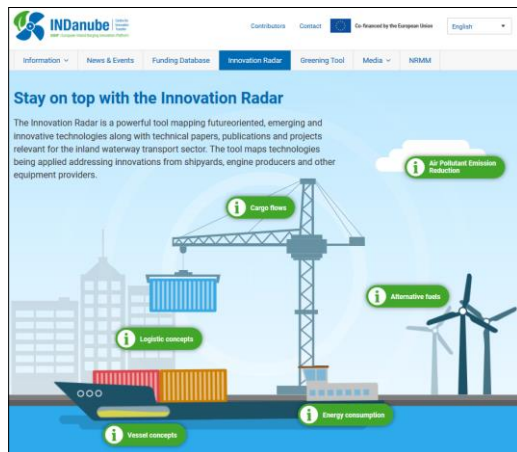 INDanube
Contributors
Contact
Co-financed by the European Union
English
Information
News & Events
Funding Database
Innovation Radar
Greening Tool
Media
NRMM
Stay on top with the Innovation Radar
The Innovation Radar is a powerful tool mapping futureoriented, emerging and
innovative technologies along with technical papers, publications and projects
relevant for the inland waterway transport sector. The tool maps technologies
being applied addressing innovations from shipyards, engine producers and other
equipment providers.
Air Pollutant Emission
Reduction
Cargo flows
Alternative fuels
Logistic concepts
Energy consumption
Vessel concepts